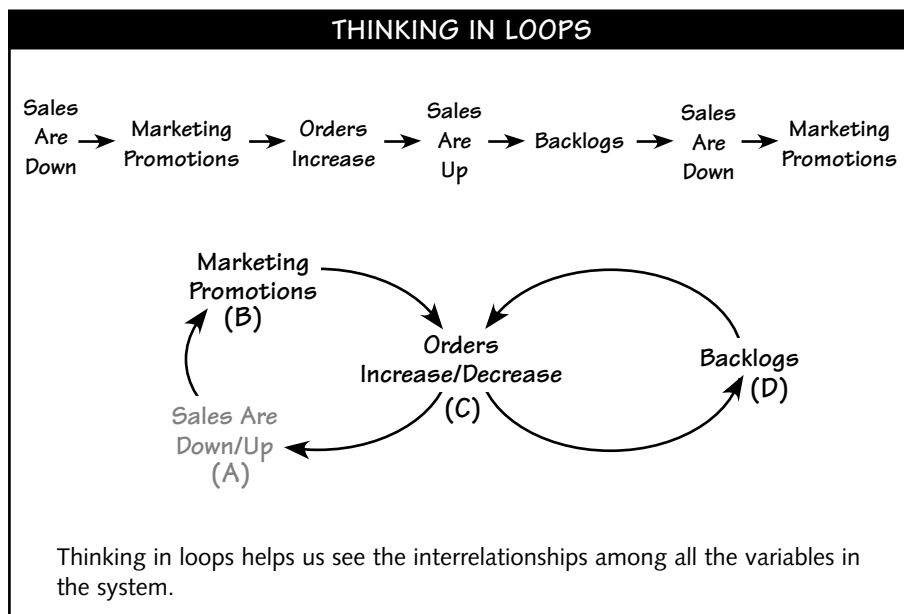 THINKING IN LOOPS
Sales
Are
Down
Marketing
Promotions
Orders
Increase
Sales
Are
Up
Backlogs
Sales
Are
Down
Marketing
Promotions
Marketing
Promotions
(B)
Orders
Increase/Decrease
(C)
Backlogs
(D)
Sales Are
Down/Up
(A)
Thinking in loops helps us see the interrelationships among all the variables in
the system.